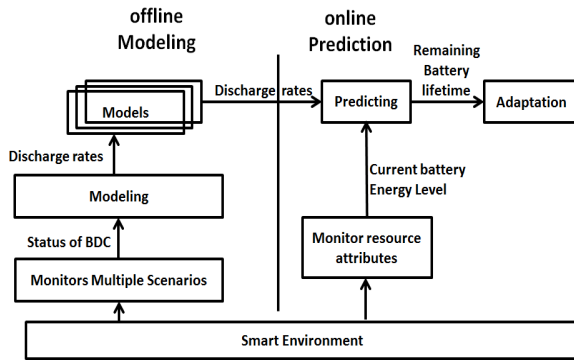 offline
Modeling
online
Prediction
Models
Discharge rates
Predicting
Remaining
Battery
lifetime
Adaptation
Discharge rates
Modeling
Current battery
Energy Level
Status of BDC
Monitor resource
attributes
Monitors Multiple Scenarios
Smart Environment